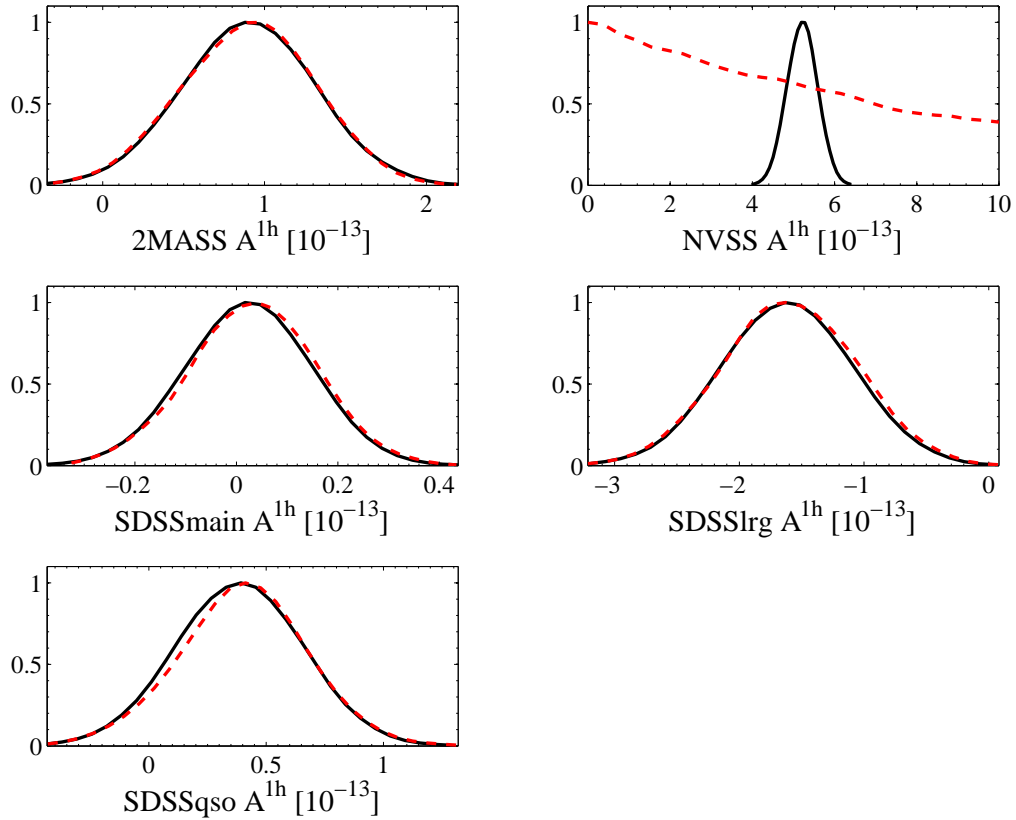 1
0.5
0
0 1 2
2MASS A^{1h} [10^{−13}]
1
0.5
0
0 2 4 6 8 10
NVSS A^{1h} [10^{−13}]
1
0.5
0
−0.2 0 0.2 0.4
SDSSmain A^{1h} [10^{−13}]
1
0.5
0
−3 −2 −1 0
SDSSlrg A^{1h} [10^{−13}]
1
0.5
0
0 0.5 1
SDSSqso A^{1h} [10^{−13}]